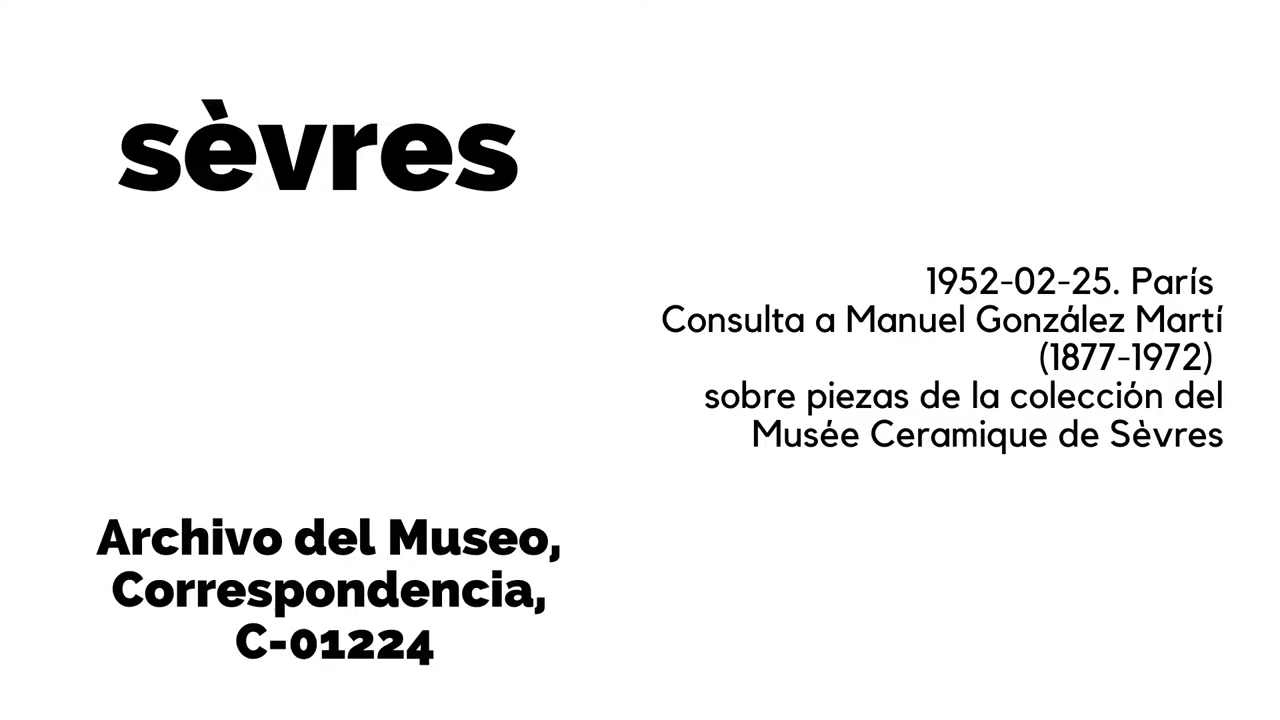 sèvres
1952-02-25. París
Consulta a Manuel González Martí
(1877-1972)
sobre piezas de la colección del
Musée Ceramique de Sèvres
Archivo del Museo,
Correspondencia,
C-01224